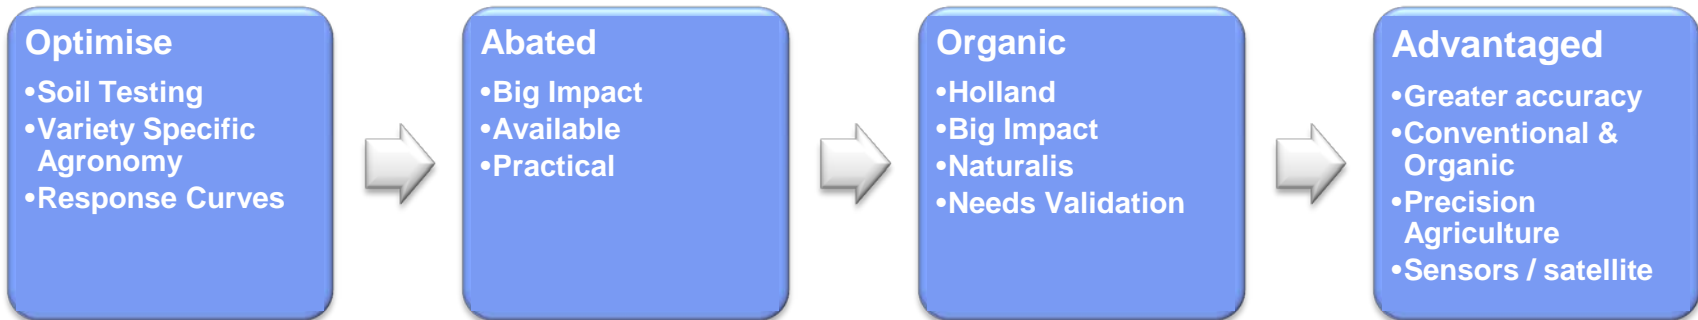 Optimise
•Soil Testing
•Variety Specific
Agronomy
•Response Curves
Abated
•Big Impact
•Available
•Practical
Organic
•Holland
•Big Impact
•Naturalis
•Needs Validation
Advantaged
•Greater accuracy
•Conventional &
Organic
•Precision
Agriculture
•Sensors / satellite